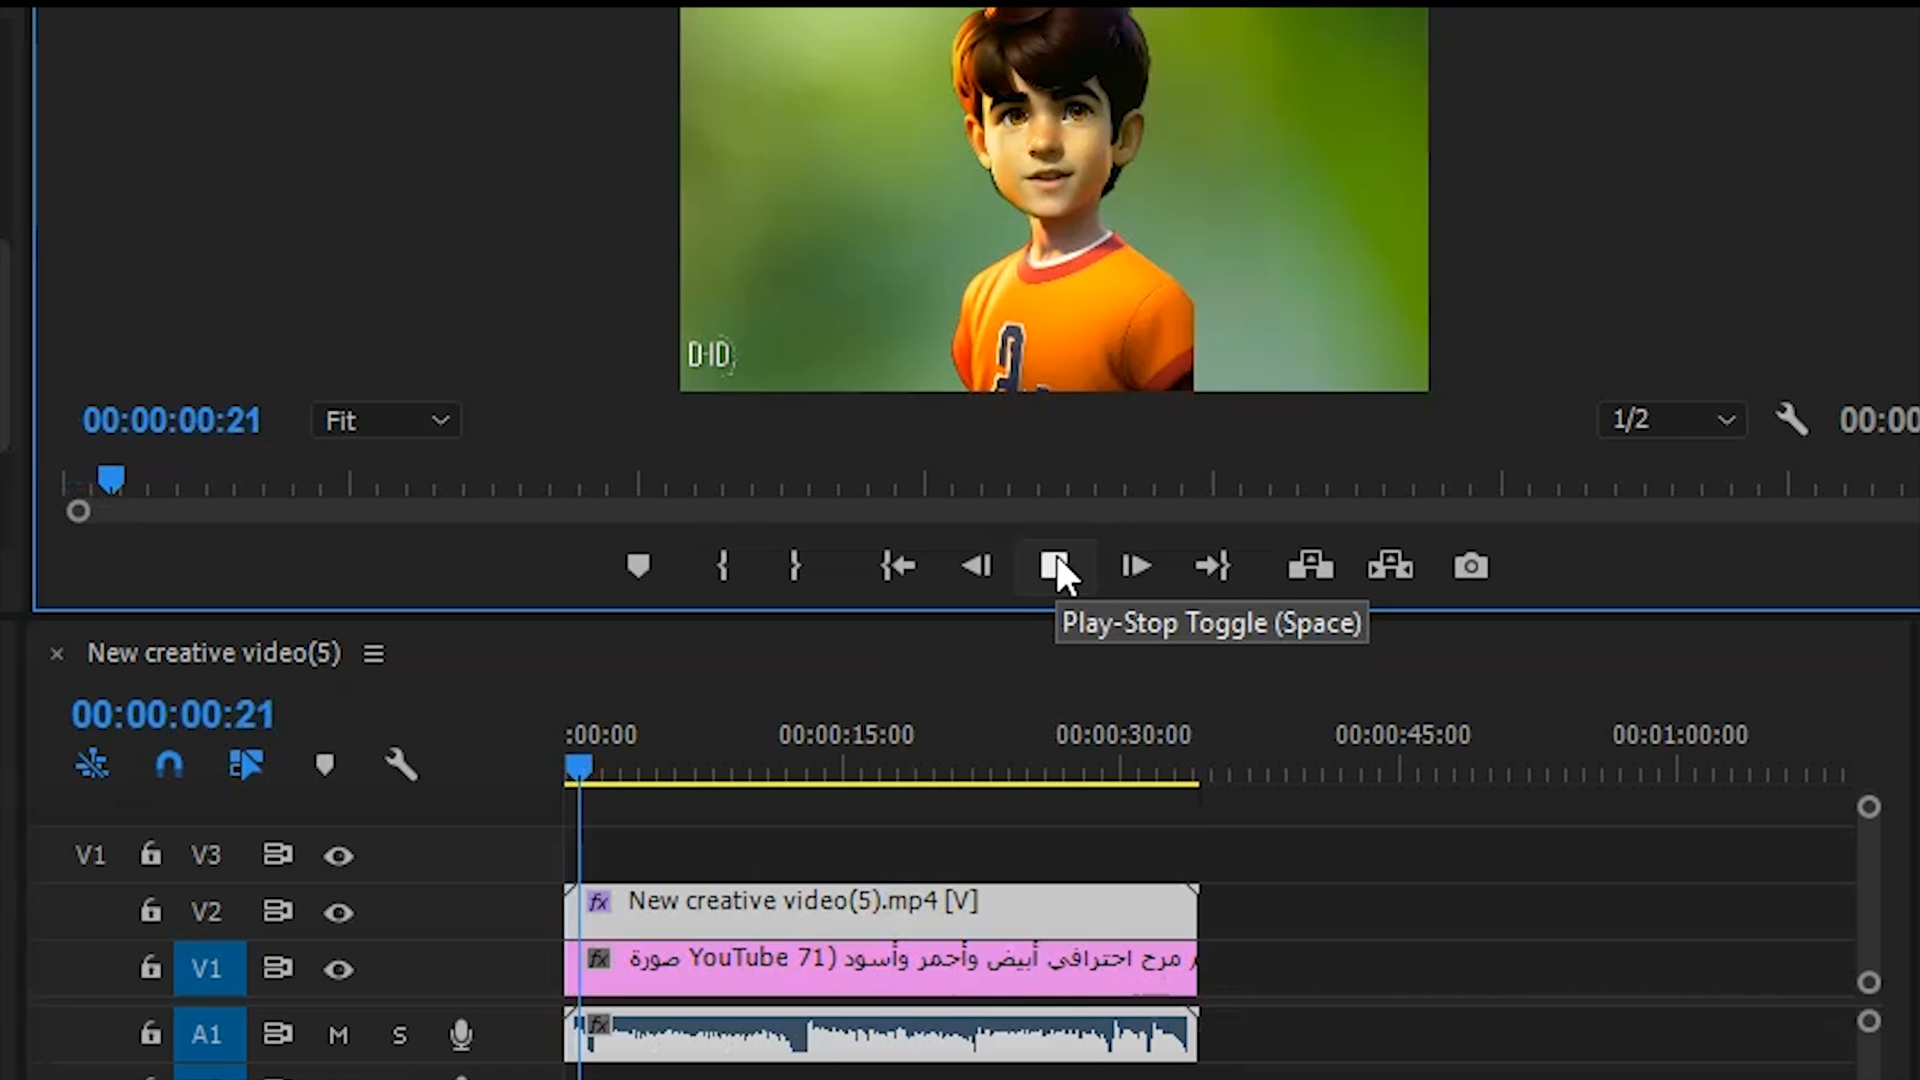 D-ID
00:00:00:21
Fit
1/2
00:00
Play-Stop Toggle (Space)
New creative video(5)
00:00:00:21
:00:00
00:00:15:00
00:00:30:00
00:00:45:00
00:01:00:00
V1
V3
V2
fx
New creative video(5).mp4 [V]
V1
fx
صورة YouTube 71) مرح احترافي أبيض وأحمر وأسود
A1
M
S
fx